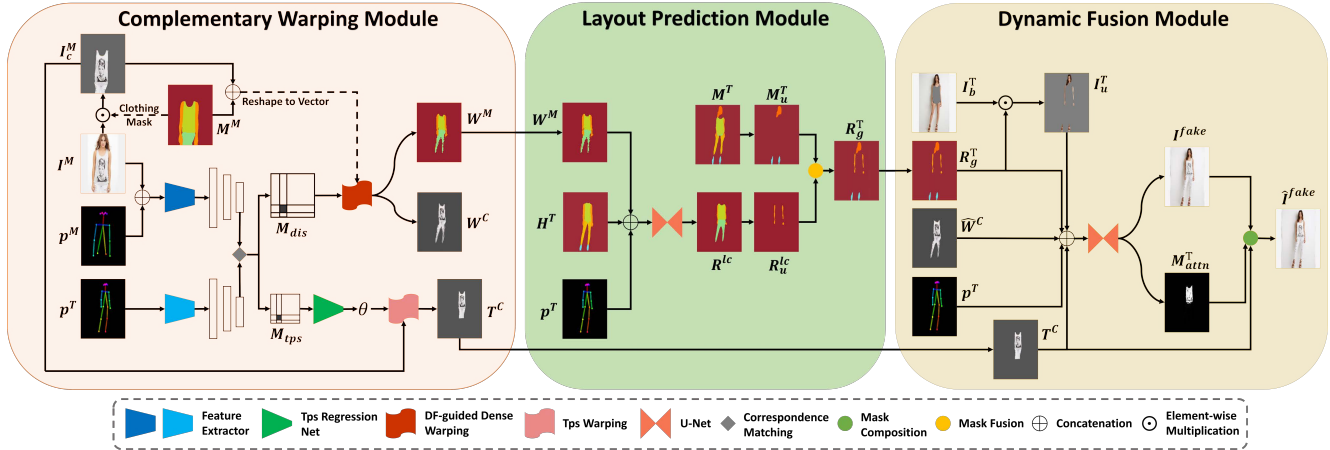 Complementary Warping Module
I_c^M
Clothing
Mask
M^M
Reshape to Vector
I^M
p^M
p^T
M_dis
M_tps
θ
W^M
W^C
T^C
Layout Prediction Module
W^M
H^T
p^T
M^T
M_u^T
R^lc
R_u^lc
R_g^T
Dynamic Fusion Module
I_b^T
I_u^T
R_g^T
Ŵ^C
p^T
T^C
I^fake
M_attn^T
Î^fake
Feature
Extractor
Tps Regression
Net
DF-guided Dense
Warping
Tps Warping
U-Net
Correspondence
Matching
Mask
Composition
Mask Fusion
Concatenation
Element-wise
Multiplication